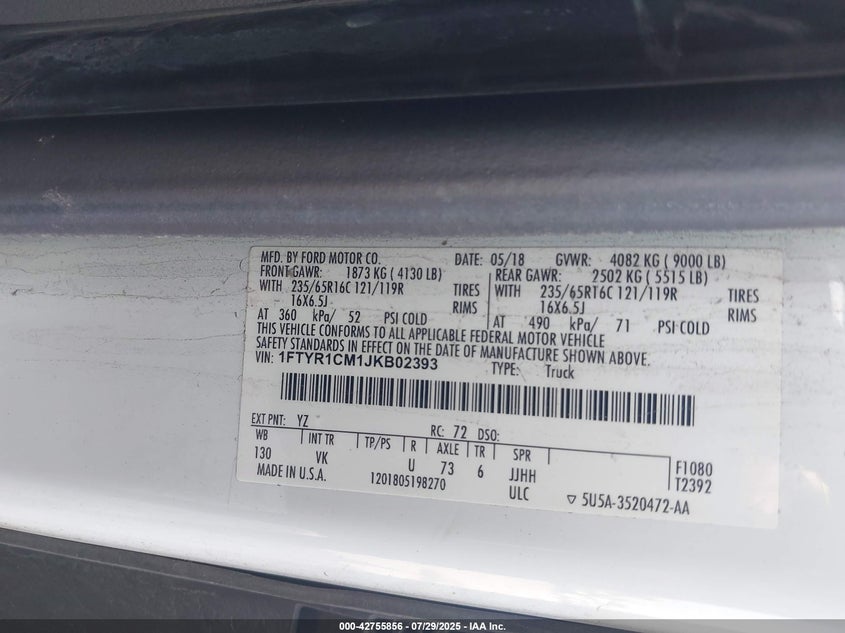 MFD. BY FORD MOTOR CO. DATE: 05/18 GVWR: 4082 KG ( 9000 LB)
FRONT GAWR: 1873 KG ( 4130 LB) REAR GAWR: 2502 KG ( 5515 LB)
WITH 235/65R16C 121/119R TIRES WITH 235/65R16C 121/119R TIRES
16X6.5J RIMS 16X6.5J RIMS
AT 360 kPa/ 52 PSI COLD AT 490 kPa/ 71 PSI COLD
THIS VEHICLE CONFORMS TO ALL APPLICABLE FEDERAL MOTOR VEHICLE
SAFETY STANDARDS IN EFFECT ON THE DATE OF MANUFACTURE SHOWN ABOVE.
VIN: 1FTYR1CM1JKB02393 TYPE: Truck
EXT PNT: YZ RC: 72 DSO:
WB INT TR TP/PS R AXLE TR SPR F1080
130 VK U 73 6 JJHH T2392
MADE IN U.S.A. 1201805198270 ULC ▽ 5U5A-3520472-AA
000-42755856 - 07/29/2025 - IAA Inc.